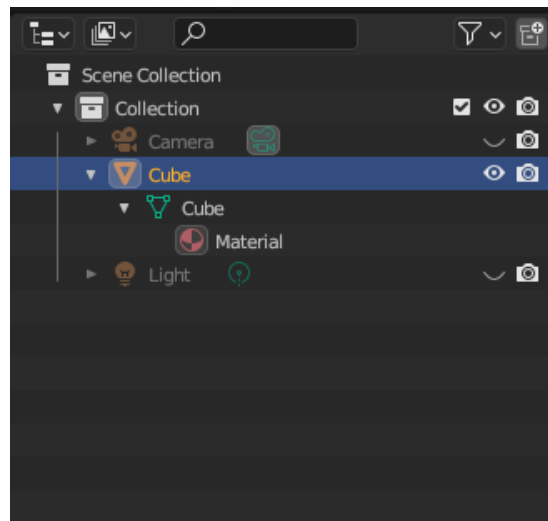 Scene Collection
Collection
Camera
Cube
Cube
Material
Light